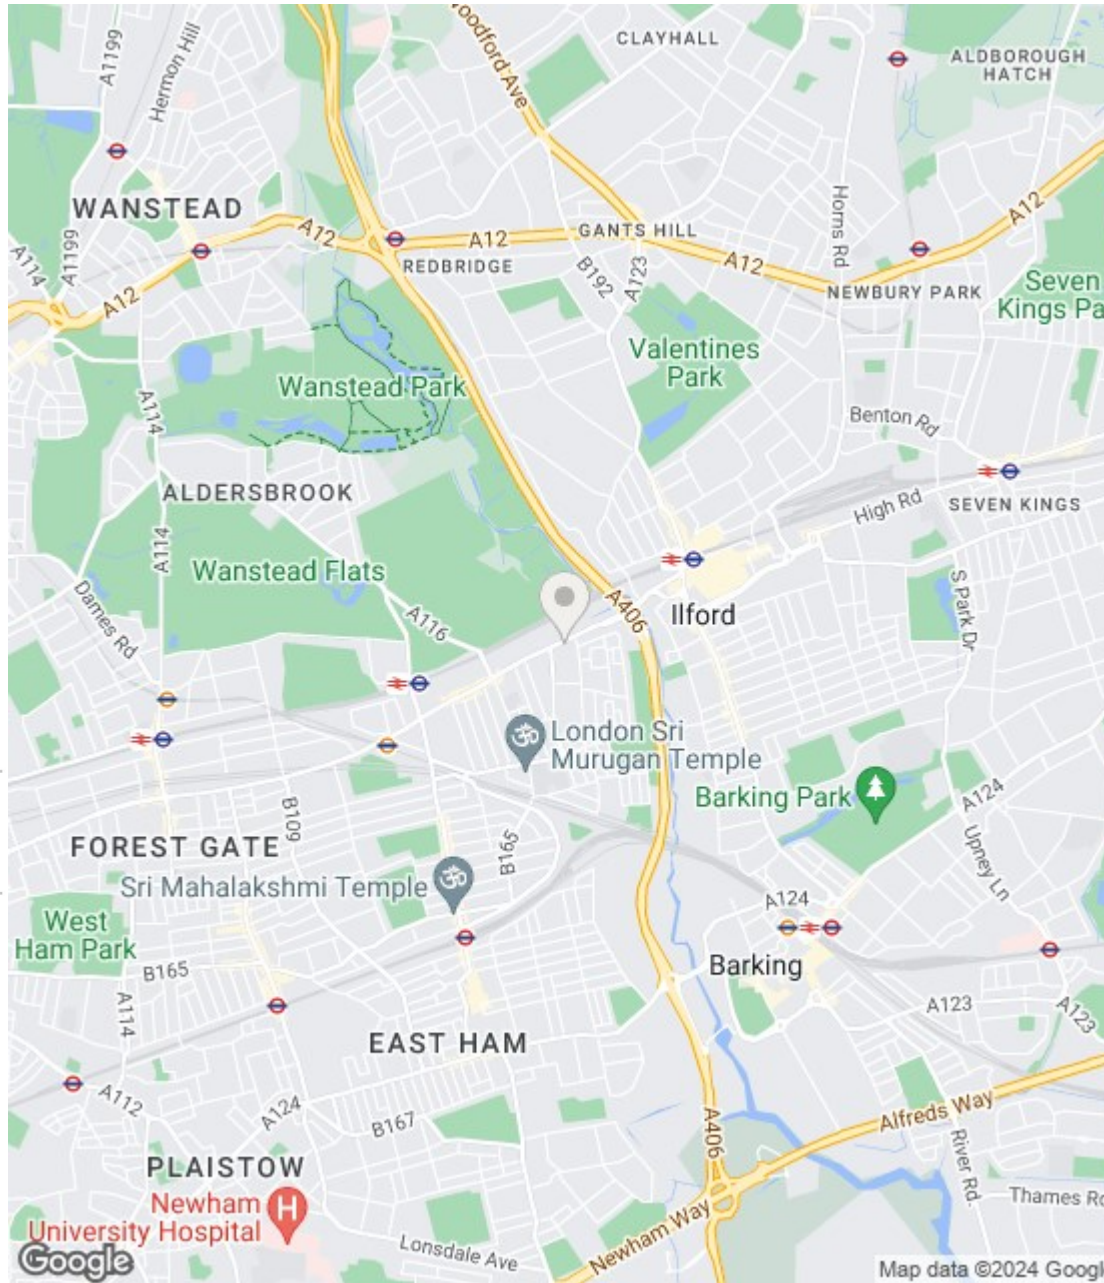 CLAYHALL
ALDBOROUGH
HATCH
A1199
Hermon Hill
Woodford Ave
WANSTEAD
A12
A12
GANTS HILL
A12
Horns Rd
A12
A114
A1199
REDBRIDGE
B192
A123
NEWBURY PARK
Seven
Kings Pa
A12
Valentines
Park
Wanstead Park
A114
Benton Rd
ALDERSBROOK
High Rd
SEVEN KINGS
A114
Wanstead Flats
Dames Rd
A116
A406
Ilford
S Park Dr
London Sri
Murugan Temple
Barking Park
A124
B109
B165
Upney Ln
FOREST GATE
Sri Mahalakshmi Temple
A124
West
Ham Park
B165
Barking
A114
A123
A123
EAST HAM
A112
A124
B167
A406
Alfreds Way
River Rd
PLAISTOW
Newham
University Hospital
H
Newham Way
Thames Rd
Lonsdale Ave
Google
Map data ©2024 Google